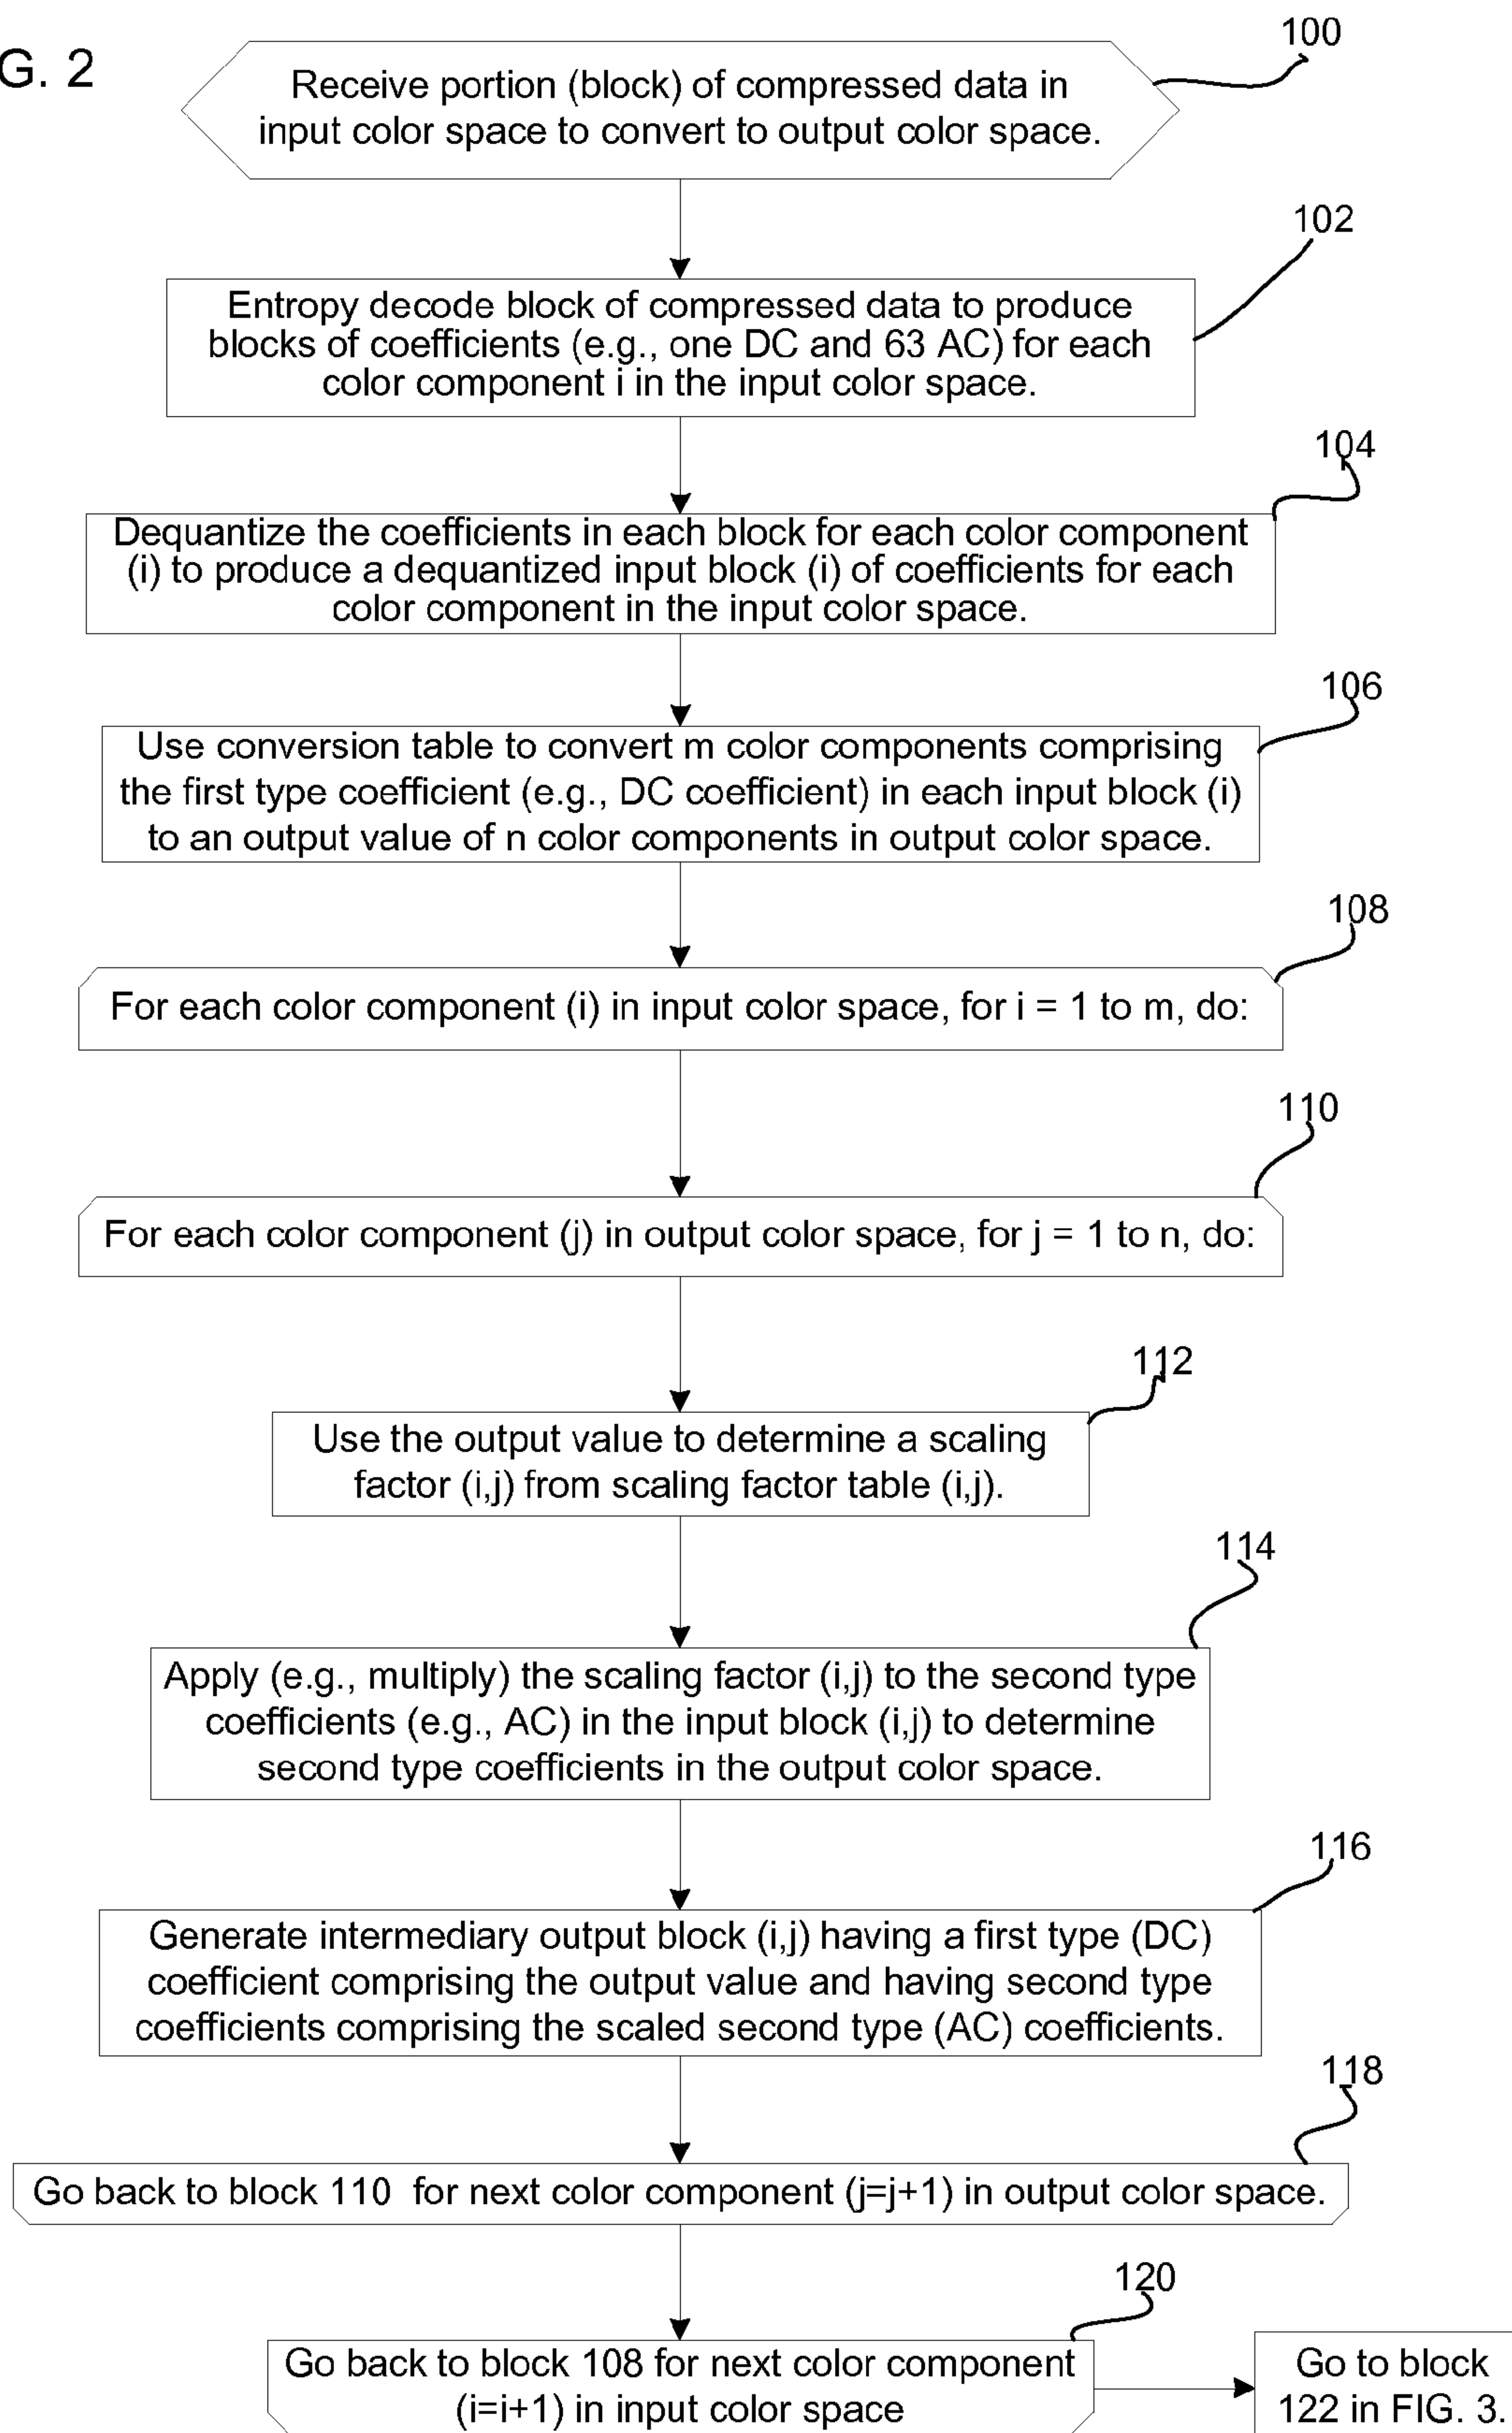 G. 2
100
Receive portion (block) of compressed data in
input color space to convert to output color space.
102
Entropy decode block of compressed data to produce
blocks of coefficients (e.g., one DC and 63 AC) for each
color component i in the input color space.
104
Dequantize the coefficients in each block for each color component
(i) to produce a dequantized input block (i) of coefficients for each
color component in the input color space.
106
Use conversion table to convert m color components comprising
the first type coefficient (e.g., DC coefficient) in each input block (i)
to an output value of n color components in output color space.
108
For each color component (i) in input color space, for i = 1 to m, do:
110
For each color component (j) in output color space, for j = 1 to n, do:
112
Use the output value to determine a scaling
factor (i,j) from scaling factor table (i,j).
114
Apply (e.g., multiply) the scaling factor (i,j) to the second type
coefficients (e.g., AC) in the input block (i,j) to determine
second type coefficients in the output color space.
116
Generate intermediary output block (i,j) having a first type (DC)
coefficient comprising the output value and having second type
coefficients comprising the scaled second type (AC) coefficients.
118
Go back to block 110 for next color component (j=j+1) in output color space.
120
Go back to block 108 for next color component
(i=i+1) in input color space
Go to block
122 in FIG. 3.